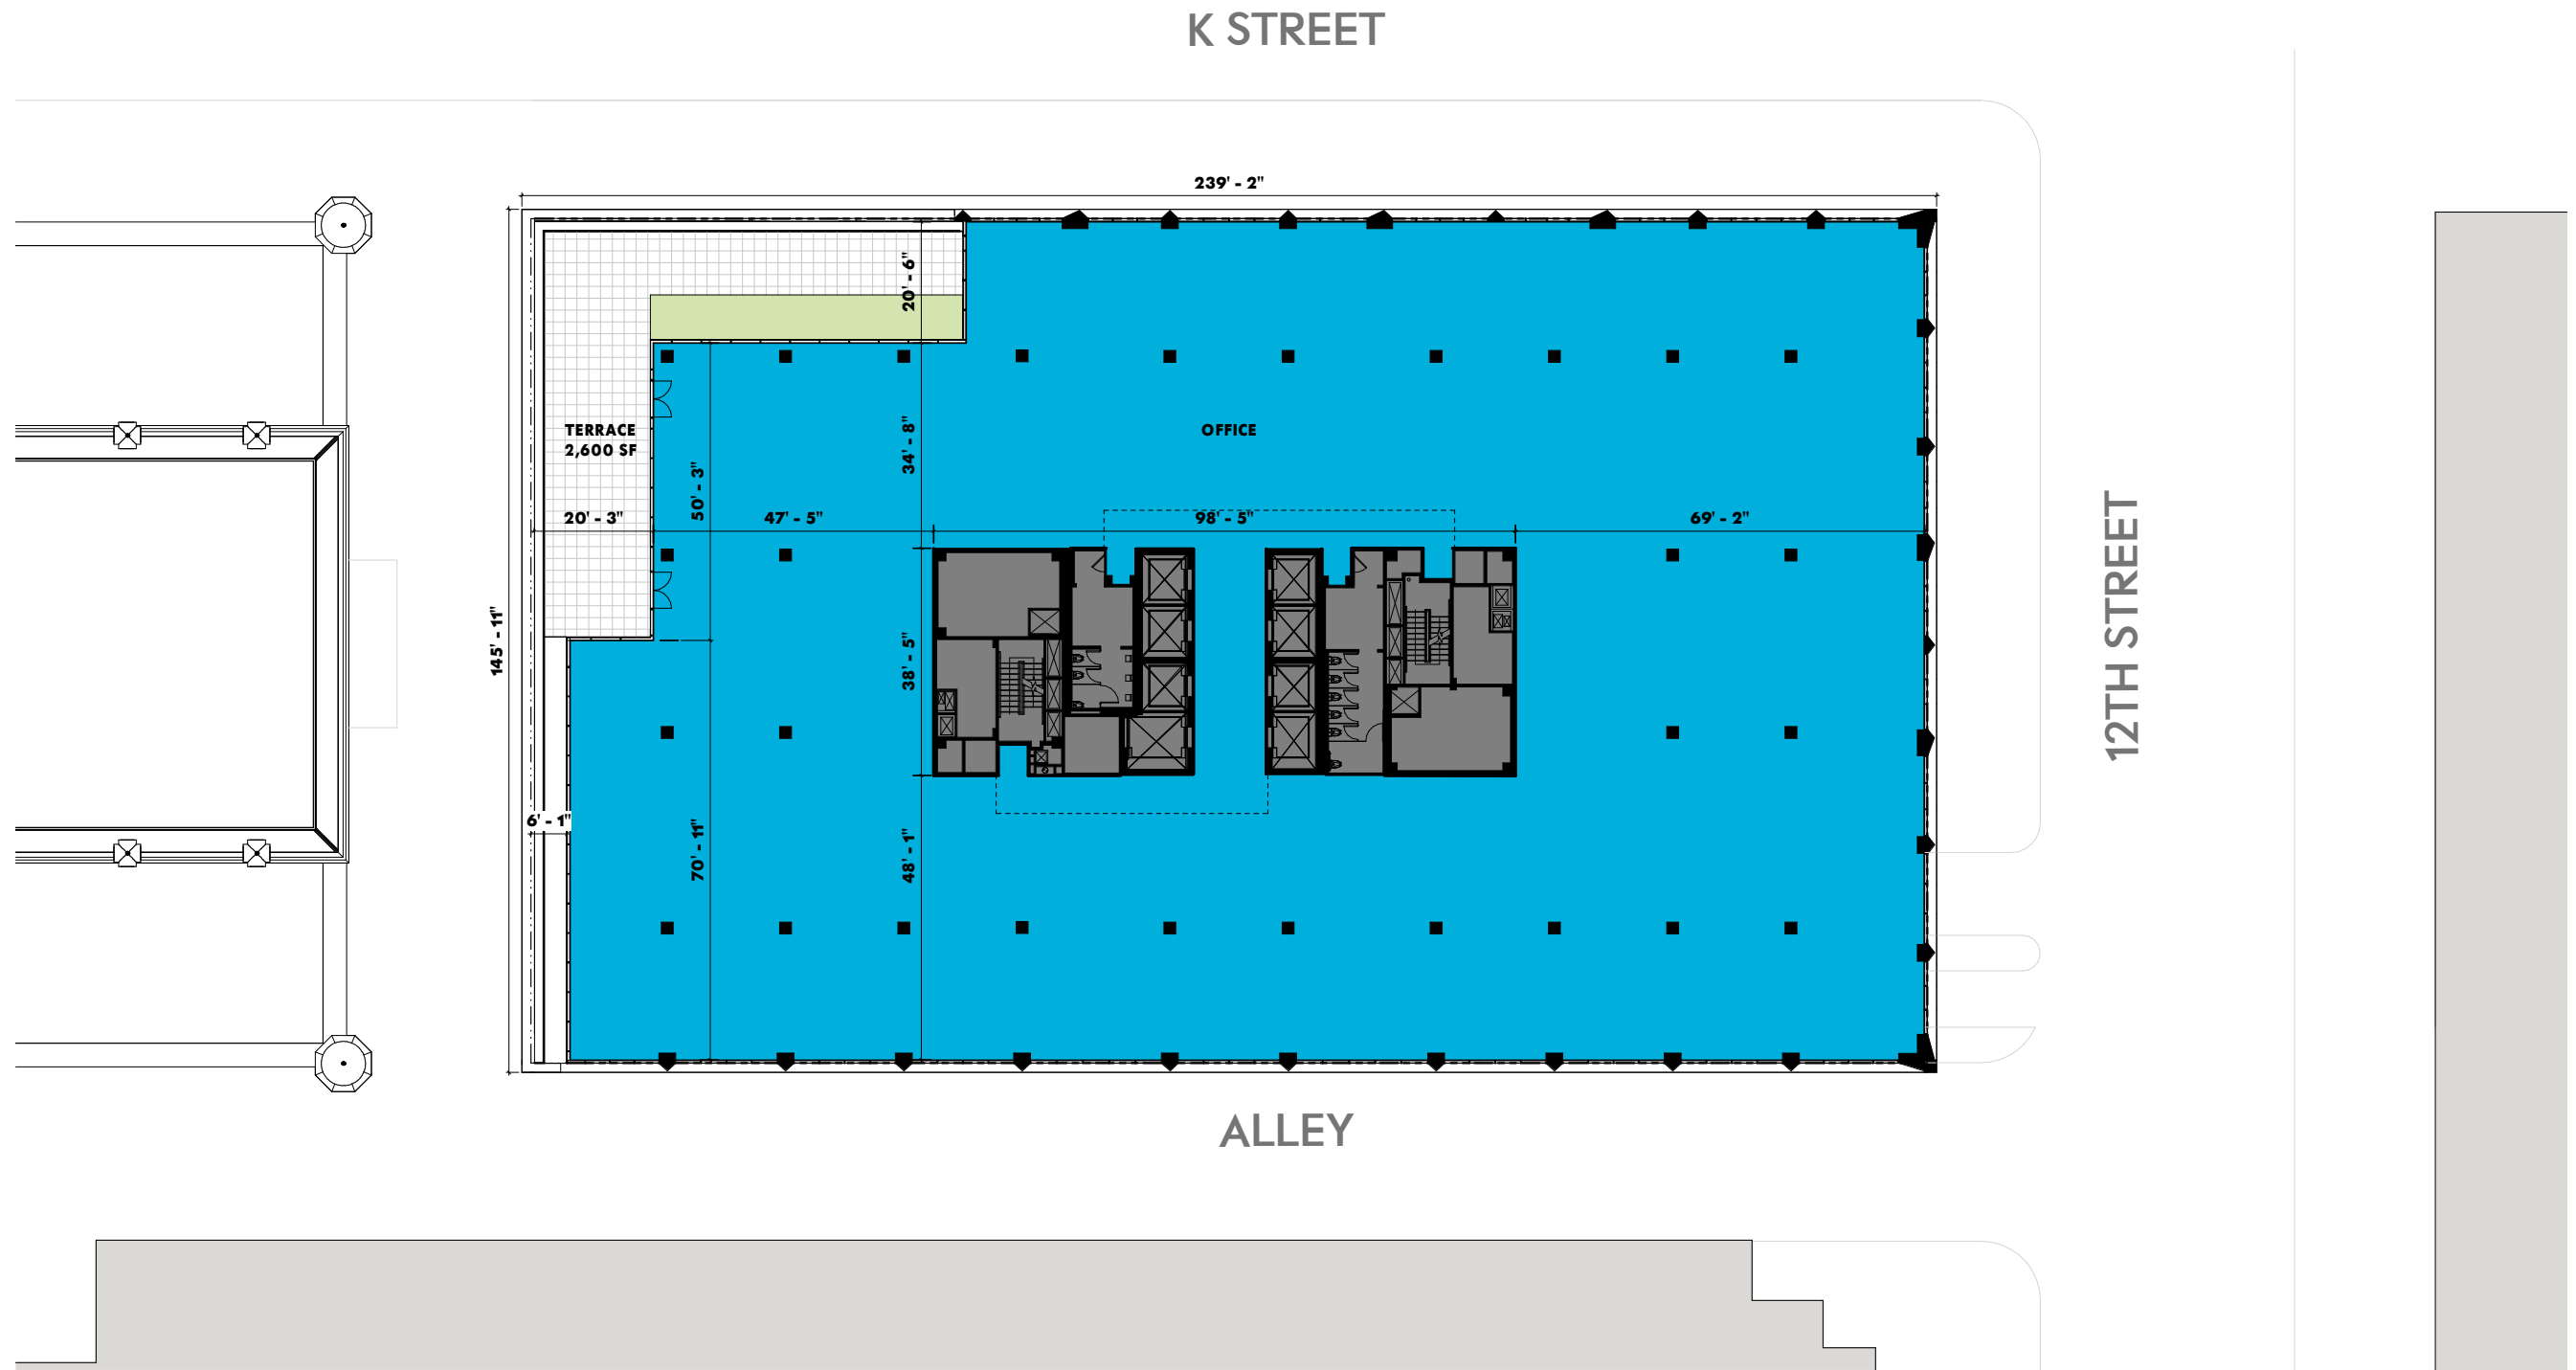 K STREET
239' - 2"
20' - 6"
TERRACE
2,600 SF
OFFICE
34' - 8"
50' - 3"
20' - 3"
47' - 5"
98' - 5"
69' - 2"
12TH STREET
145' - 11"
38' - 5"
6' - 1"
70' - 11"
48' - 1"
ALLEY